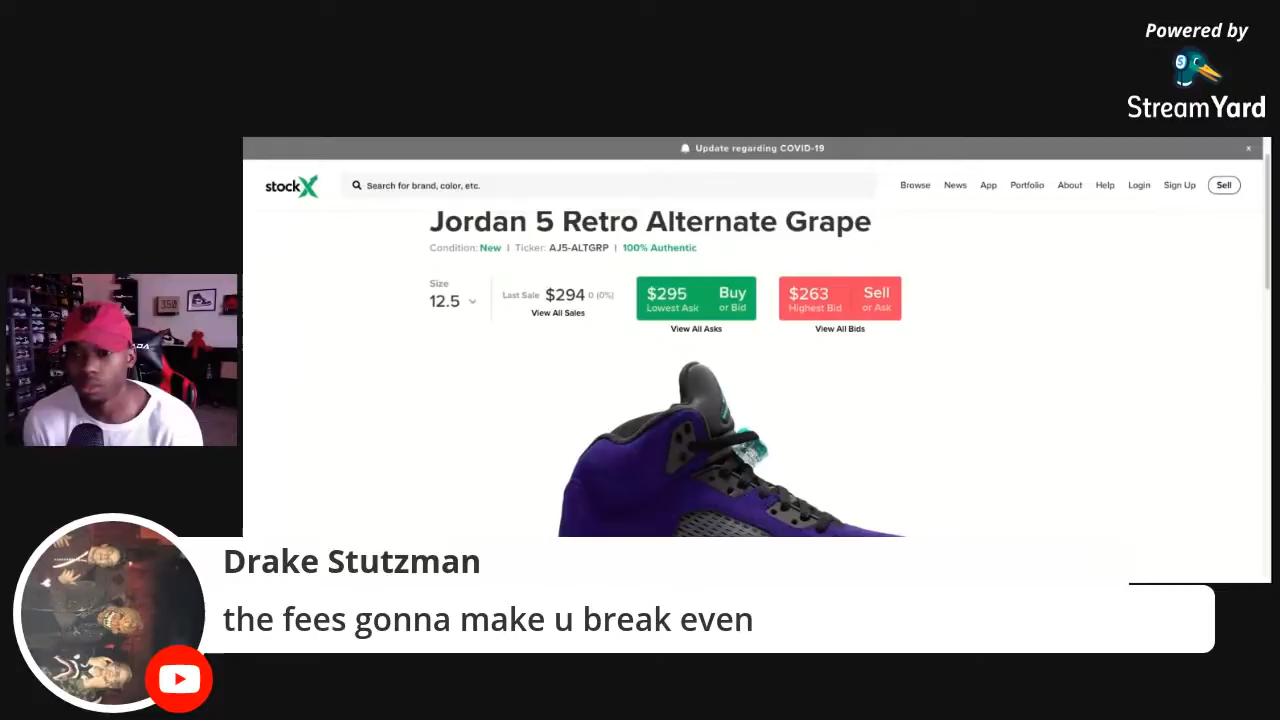 Powered by
StreamYard
Update regarding COVID-19 x
stockX Search for brand, color, etc. Browse News App Portfolio About Help Login Sign Up Sell
Jordan 5 Retro Alternate Grape
Condition: New | Ticker: AJ5-ALTGRP | 100% Authentic
Size
12.5
Last Sale $294 0 (0%)
View All Sales
$295 Buy
Lowest Ask or Bid
View All Asks
$263 Sell
Highest Bid or Ask
View All Bids
350
Drake Stutzman
the fees gonna make u break even